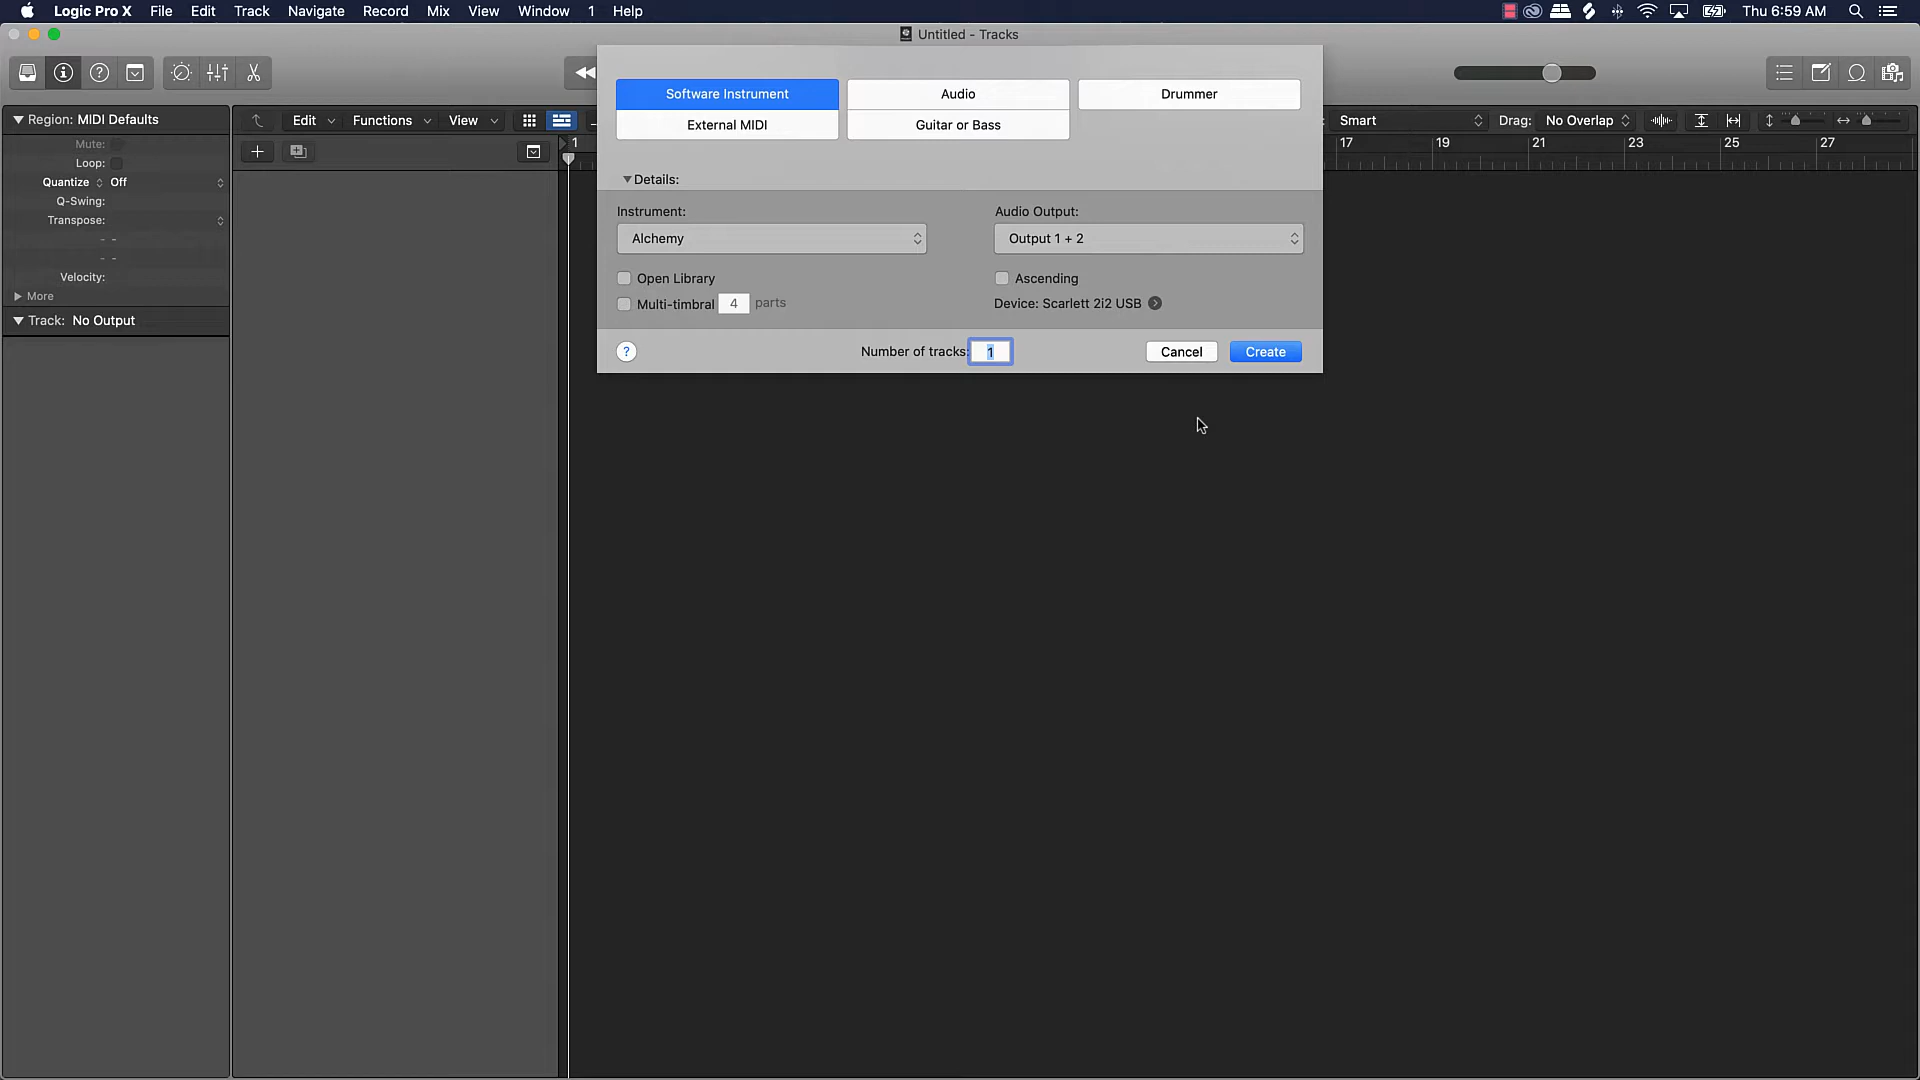 Logic Pro X File Edit Track Navigate Record Mix View Window 1 Help Thu 6:59 AM
Untitled - Tracks
Software Instrument Audio Drummer
External MIDI Guitar or Bass
Region: MIDI Defaults Edit Functions View Smart Drag: No Overlap
Mute:
Loop:
1 17 19 21 23 25 27
Quantize Off
Details:
Q-Swing:
Transpose:
Instrument: Audio Output:
Alchemy Output 1 + 2
- -
- -
Velocity:
Open Library Ascending
More
Multi-timbral 4 parts Device: Scarlett 2i2 USB
Track: No Output
? Number of tracks: 1 Cancel Create